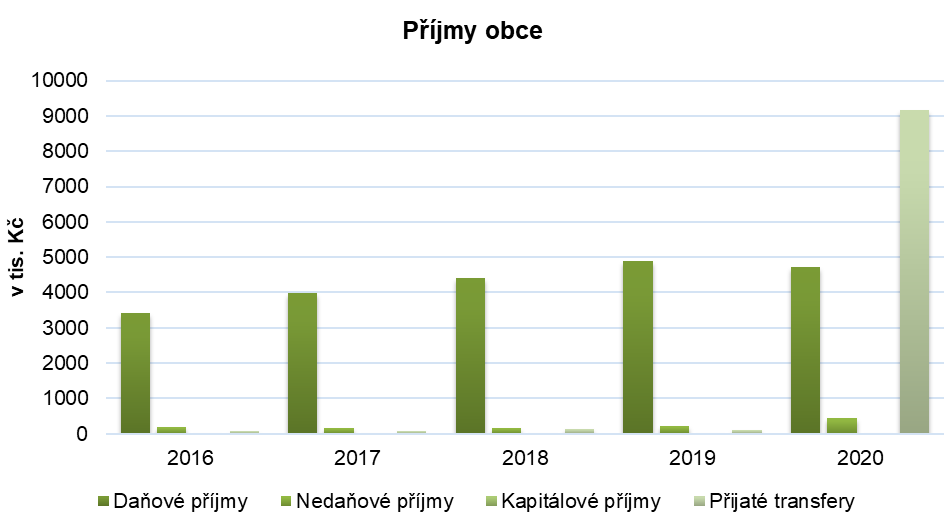 Příjmy obce
10000
9000
8000
7000
6000
5000
4000
3000
2000
1000
0
v tis. Kč
2016 2017 2018 2019 2020
Daňové příjmy Nedaňové příjmy Kapitálové příjmy Přijaté transfery